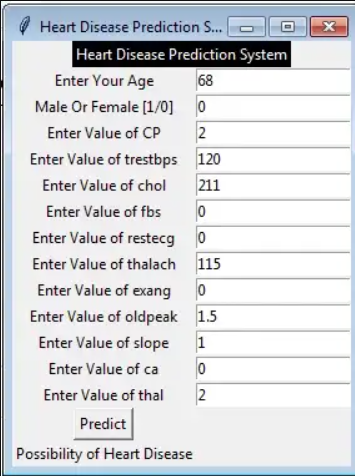 Heart Disease Prediction S...
Heart Disease Prediction System
Enter Your Age 68
Male Or Female [1/0] 0
Enter Value of CP 2
Enter Value of trestbps 120
Enter Value of chol 211
Enter Value of fbs 0
Enter Value of restecg 0
Enter Value of thalach 115
Enter Value of exang 0
Enter Value of oldpeak 1.5
Enter Value of slope 1
Enter Value of ca 0
Enter Value of thal 2
Predict
Possibility of Heart Disease